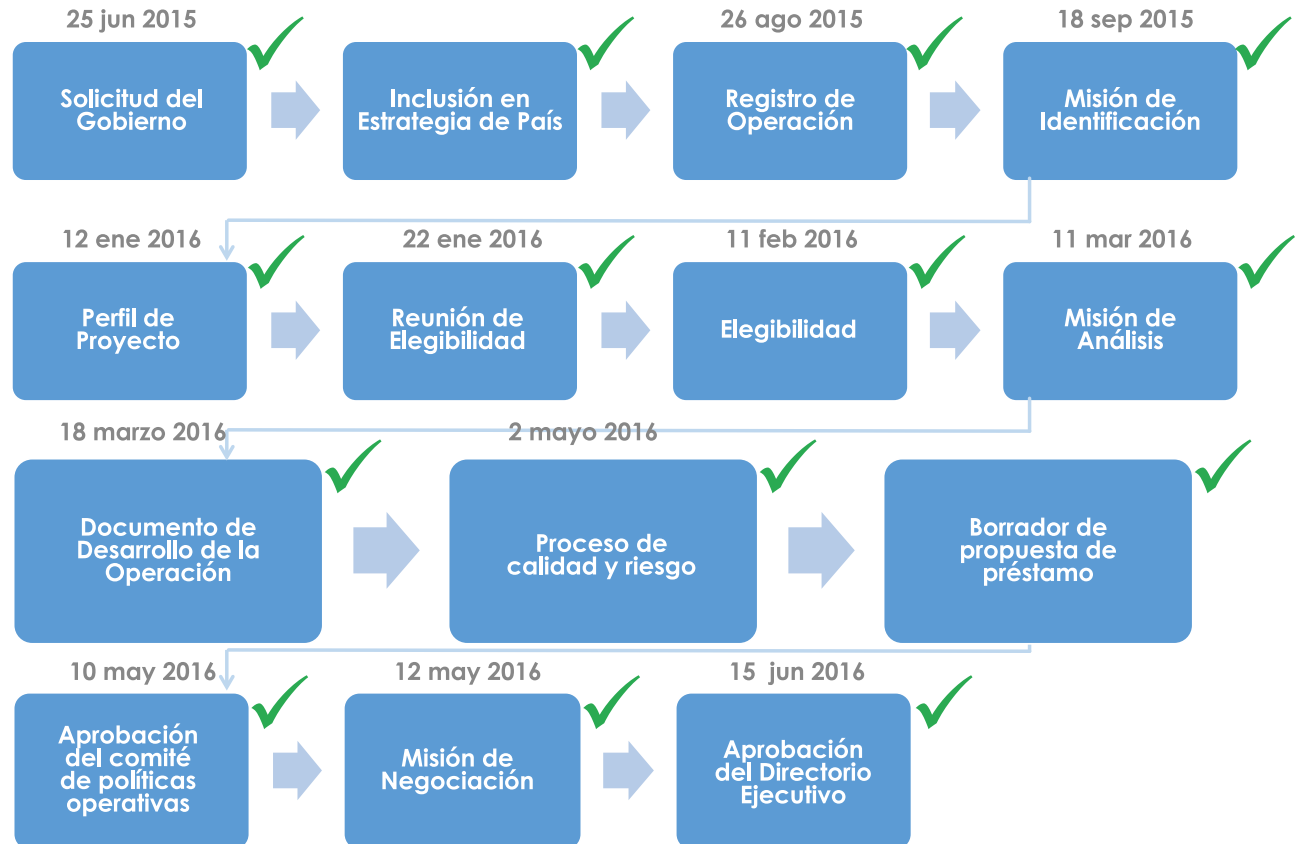 25 jun 2015
26 ago 2015
18 sep 2015
Solicitud del
Gobierno
Inclusión en
Estrategia de País
Registro de
Operación
Misión de
Identificación
12 ene 2016
22 ene 2016
11 feb 2016
11 mar 2016
Perfil de
Proyecto
Reunión de
Elegibilidad
Elegibilidad
Misión de
Análisis
18 marzo 2016
2 mayo 2016
Documento de
Desarrollo de la
Operación
Proceso de
calidad y riesgo
Borrador de
propuesta de
préstamo
10 may 2016
12 may 2016
15 jun 2016
Aprobación
del comité
de políticas
operativas
Misión de
Negociación
Aprobación
del Directorio
Ejecutivo